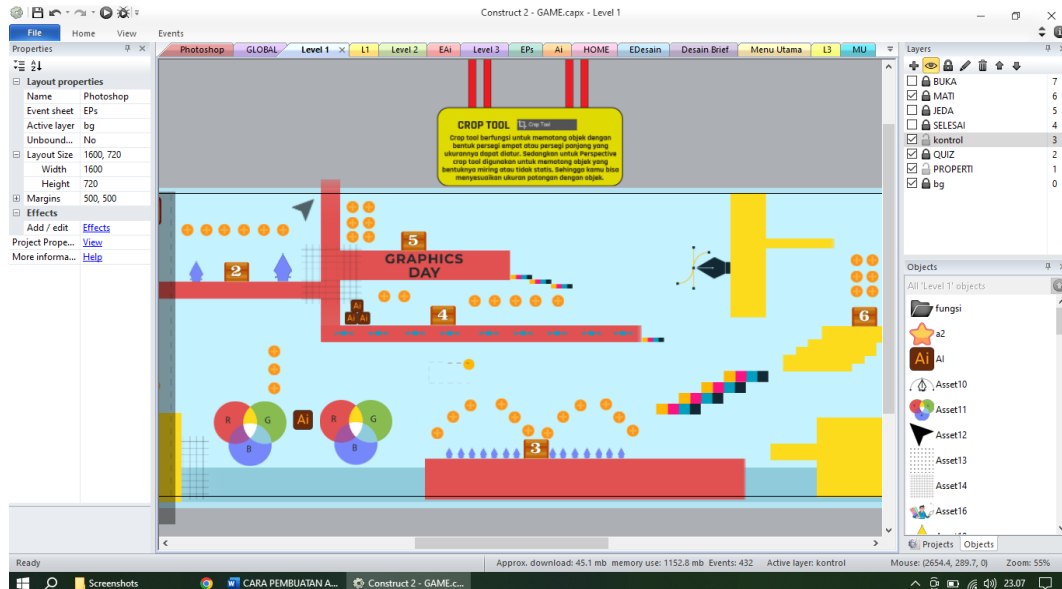 Construct 2 - GAME.capx - Level 1
File Home View Events
Properties
Layout properties
Name Photoshop
Event sheet EPs
Active layer bg
Unbound... No
Layout Size 1600, 720
Width 1600
Height 720
Margins 500, 500
Effects
Add / edit Effects
Project Prope... View
More informa... Help
Photoshop GLOBAL Level 1 L1 Level 2 EAi Level 3 EPs Ai HOME EDesain Desain Brief Menu Utama L3 MU
CROP TOOL Crop Tool
Crop tool berfungsi untuk memotong objek dengan
bentuk persegi empat atau persegi panjang yang
ukurannya dapat diatur. Sedongkan untuk Perspective
crop tool digunakan untuk memotong objek yang
bentuknya miring atau tidak statis. Sehingga kamu bisa
menyesuaikan ukuran potongan dengan objek.
5
GRAPHICS
DAY
2
Ai
Ai Ai
4
6
R G B
Ai
R G B
3
Layers
BUKA 7
MATI 6
JEDA 5
SELESAI 4
kontrol 3
QUIZ 2
PROPERTI 1
bg 0
Objects
All 'Level 1' objects
fungsi
a2
Ai AI
Asset10
Asset11
Asset12
Asset13
Asset14
Asset16
Projects Objects
Ready
Approx. download: 45.1 mb memory use: 1152.8 mb Events: 432 Active layer: kontrol Mouse: (2654.4, 289.7, 0) Zoom: 55%
Screenshots CARA PEMBUATAN A... Construct 2 - GAME.c... 23.07